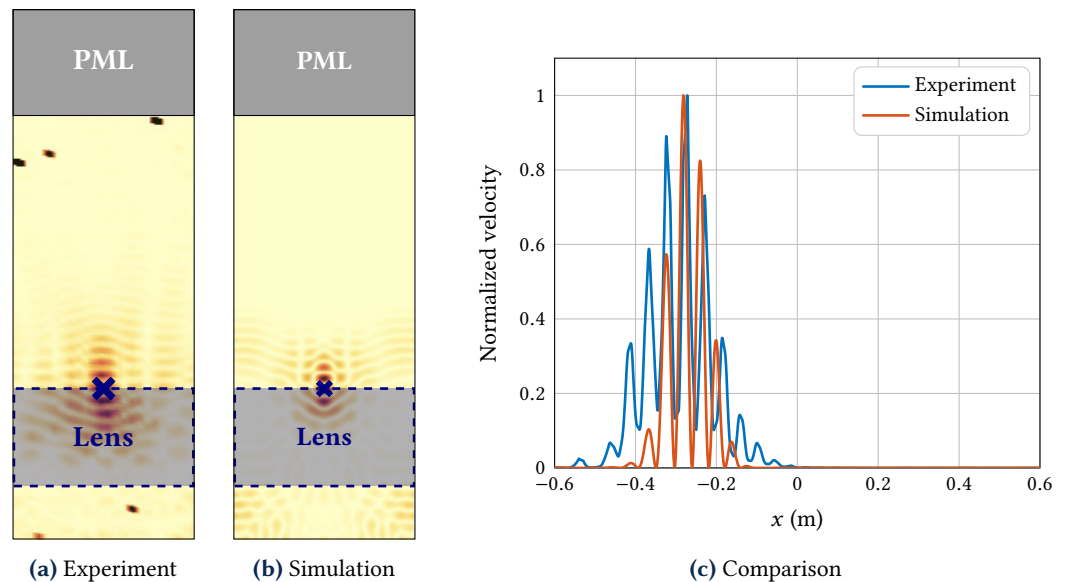 PML
Lens
(a) Experiment
PML
Lens
(b) Simulation
Normalized velocity
1
0.8
0.6
0.4
0.2
0
−0.6
−0.4
−0.2
0
0.2
0.4
0.6
x (m)
Experiment
Simulation
(c) Comparison